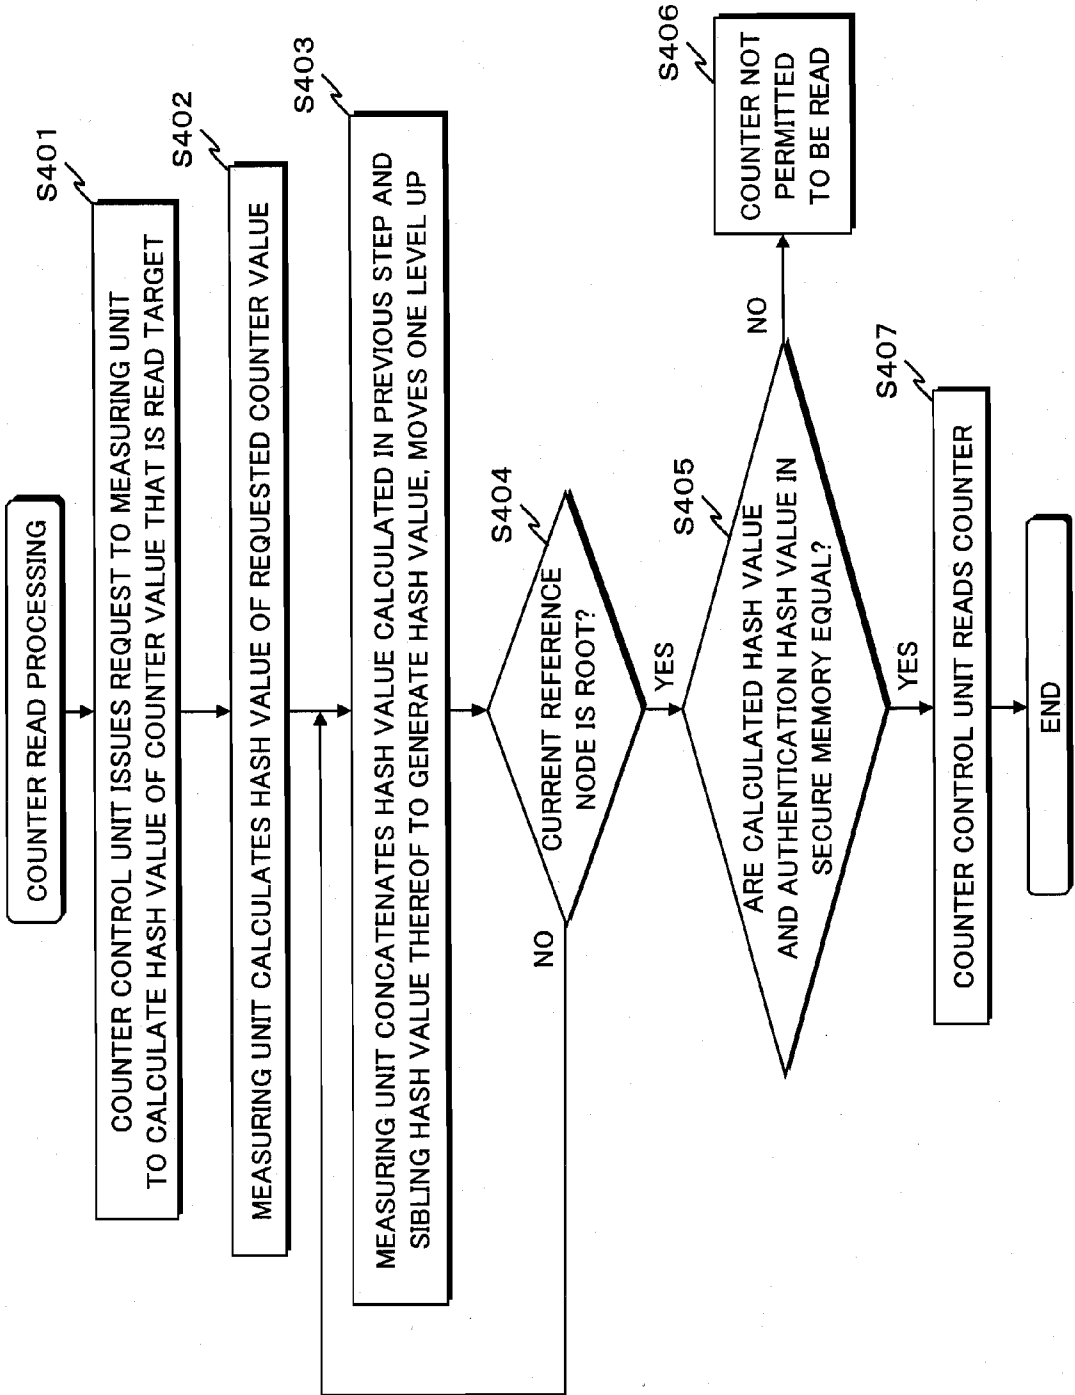 COUNTER READ PROCESSING
S401
COUNTER CONTROL UNIT ISSUES REQUEST TO MEASURING UNIT
TO CALCULATE HASH VALUE OF COUNTER VALUE THAT IS READ TARGET
S402
MEASURING UNIT CALCULATES HASH VALUE OF REQUESTED COUNTER VALUE
S403
MEASURING UNIT CONCATENATES HASH VALUE CALCULATED IN PREVIOUS STEP AND
SIBLING HASH VALUE THEREOF TO GENERATE HASH VALUE, MOVES ONE LEVEL UP
S404
CURRENT REFERENCE
NODE IS ROOT?
NO
YES
S405
ARE CALCULATED HASH VALUE
AND AUTHENTICATION HASH VALUE IN
SECURE MEMORY EQUAL?
NO
S406
COUNTER NOT
PERMITTED
TO BE READ
YES
S407
COUNTER CONTROL UNIT READS COUNTER
END